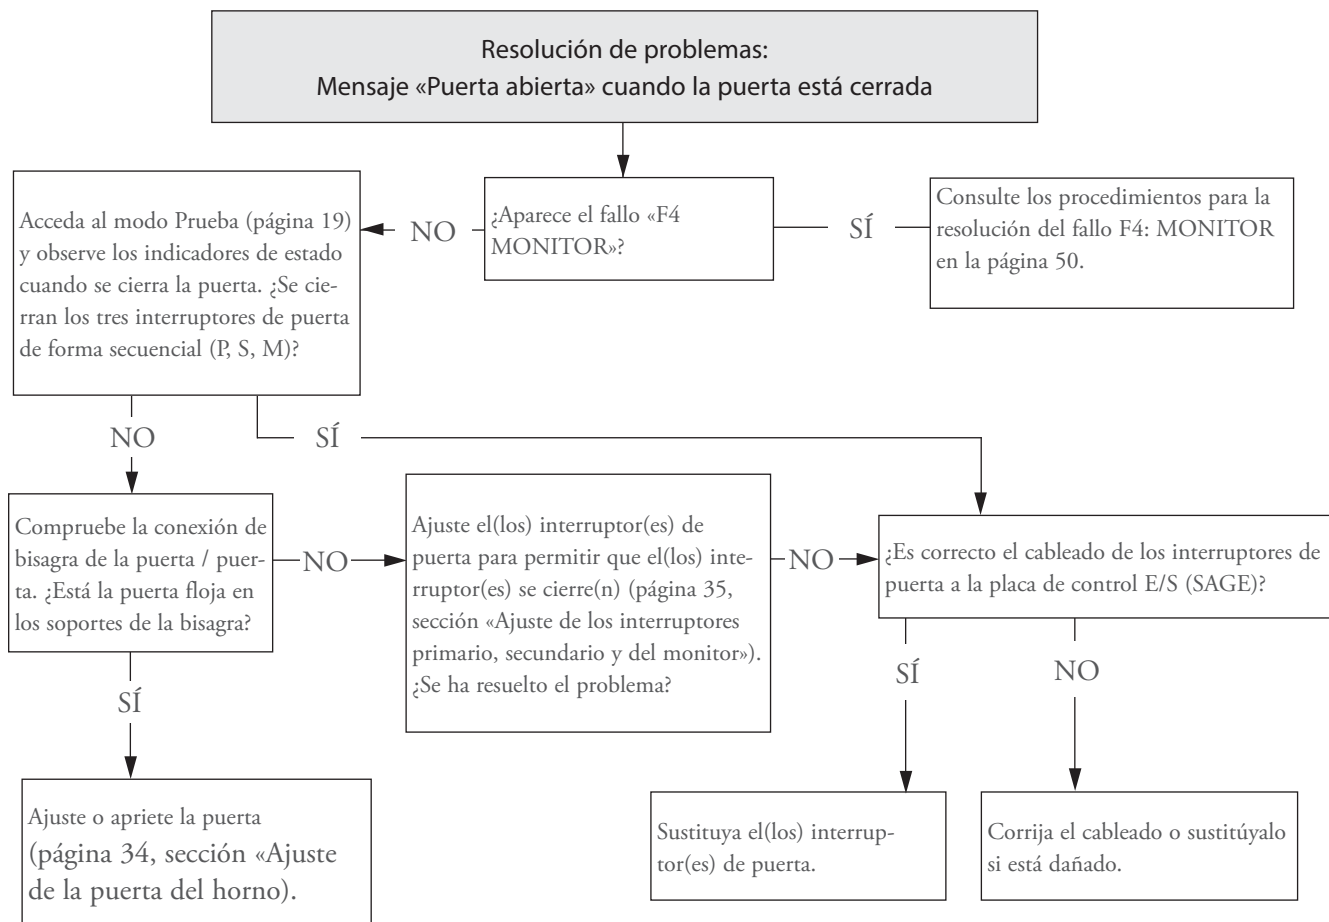 Resolución de problemas:
Mensaje «Puerta abierta» cuando la puerta está cerrada
Acceda al modo Prueba (página 19)
y observe los indicadores de estado
cuando se cierra la puerta. ¿Se cie-
rran los tres interruptores de puerta
de forma secuencial (P, S, M)?
NO
¿Aparece el fallo «F4
MONITOR»?
SÍ
Consulte los procedimientos para la
resolución del fallo F4: MONITOR
en la página 50.
NO
SÍ
Compruebe la conexión de
bisagra de la puerta / puer-
ta. ¿Está la puerta floja en
los soportes de la bisagra?
NO
Ajuste el(los) interruptor(es) de
puerta para permitir que el(los) inte-
rruptor(es) se cierre(n) (página 35,
sección «Ajuste de los interruptores
primario, secundario y del monitor»).
¿Se ha resuelto el problema?
NO
¿Es correcto el cableado de los interruptores de
puerta a la placa de control E/S (SAGE)?
SÍ
SÍ
NO
Ajuste o apriete la puerta
(página 34, sección «Ajuste
de la puerta del horno).
Sustituya el(los) interrup-
tor(es) de puerta.
Corrija el cableado o sustitúyalo
si está dañado.